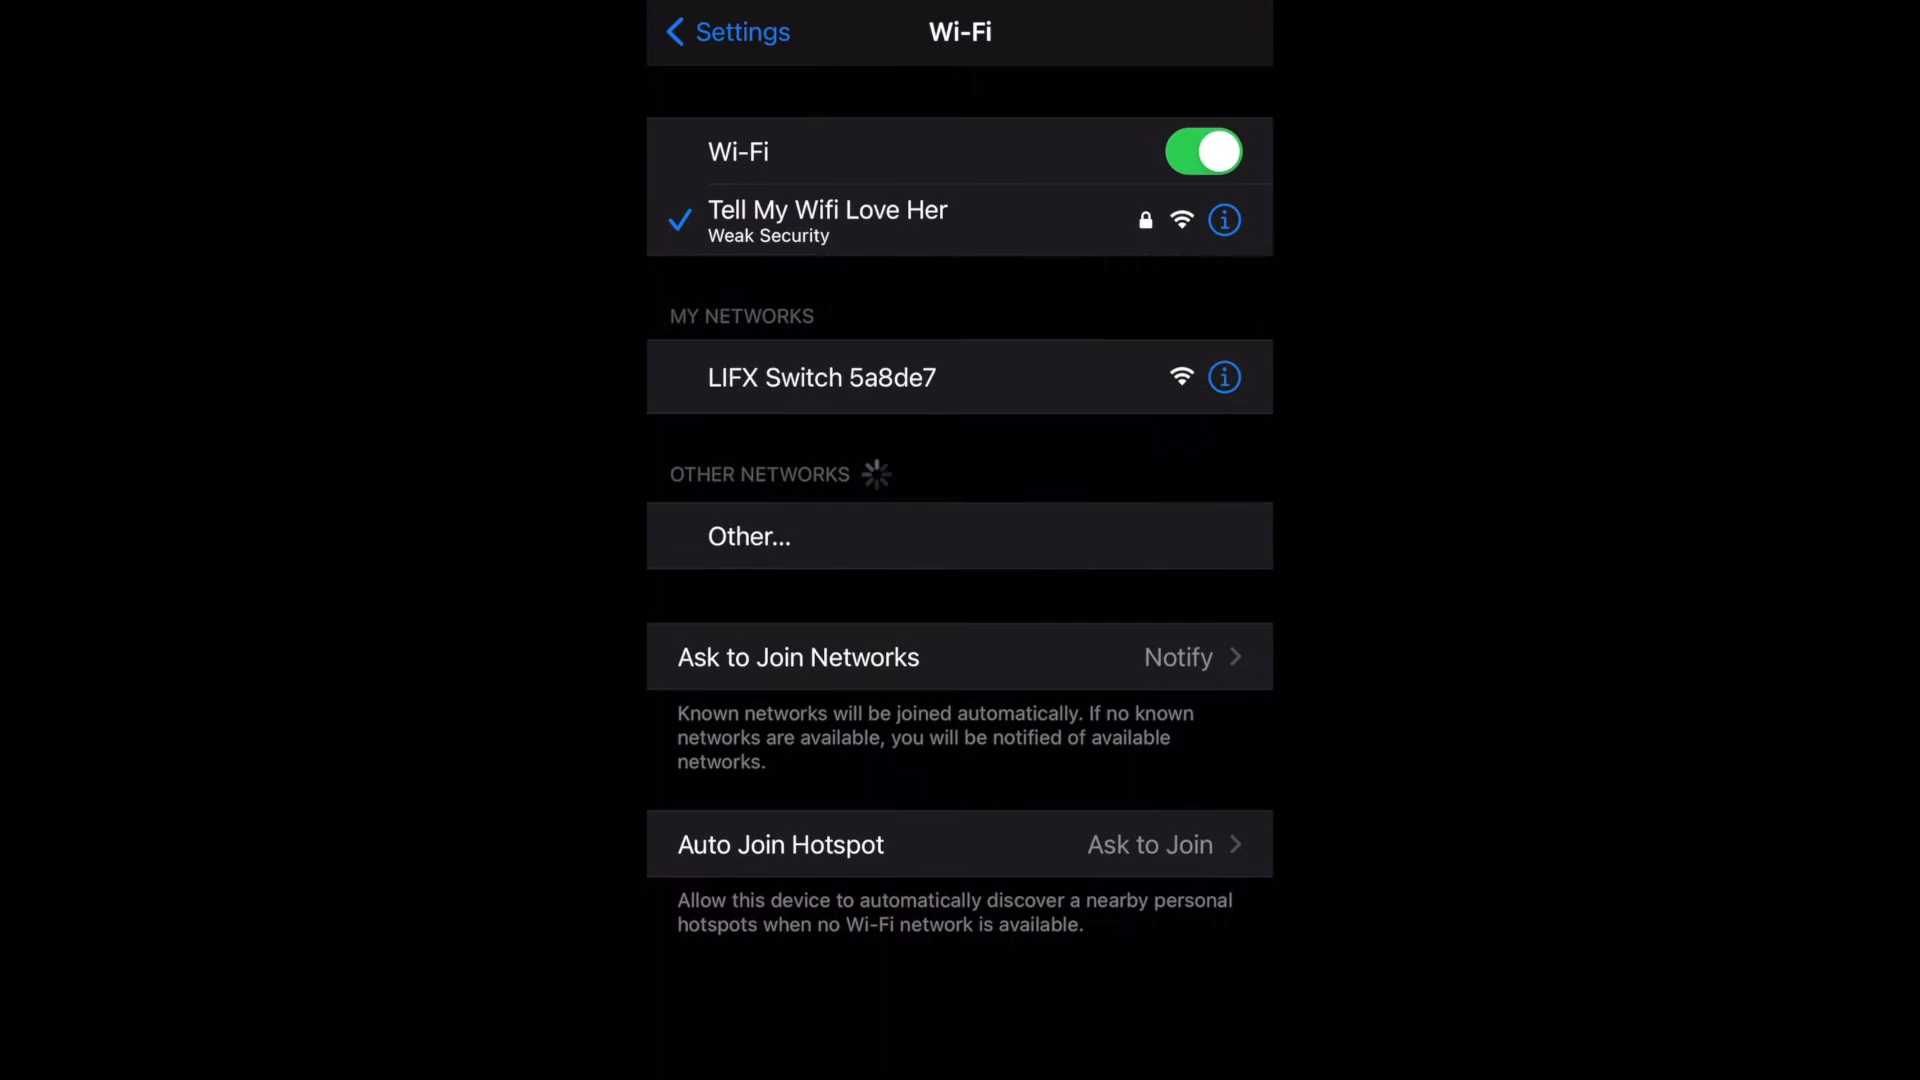 Settings
Wi-Fi
Wi-Fi
Tell My Wifi Love Her
Weak Security
MY NETWORKS
LIFX Switch 5a8de7
OTHER NETWORKS
Other...
Ask to Join Networks Notify
Known networks will be joined automatically. If no known
networks are available, you will be notified of available
networks.
Auto Join Hotspot Ask to Join
Allow this device to automatically discover a nearby personal
hotspots when no Wi-Fi network is available.